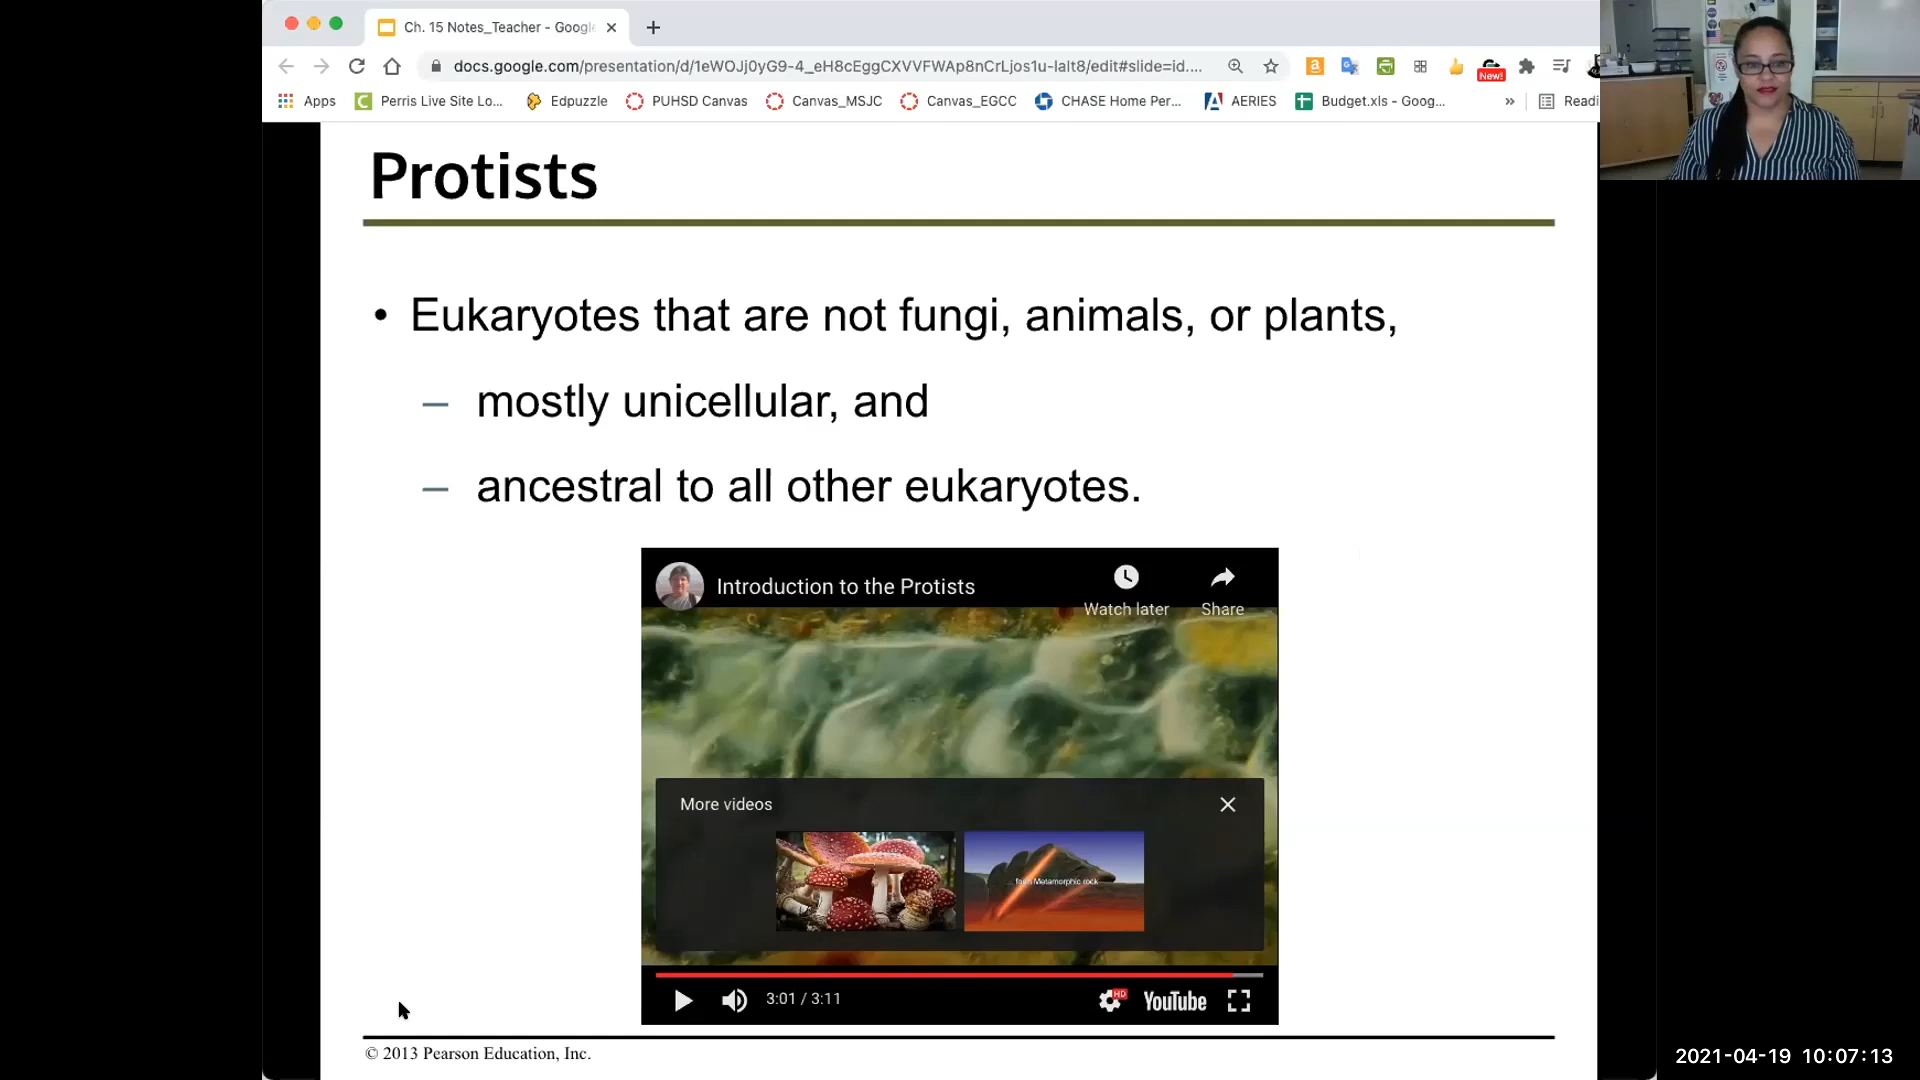 Ch. 15 Notes_Teacher - Googl
docs.google.com/presentation/d/1eWOJj0yG9-4_eH8cEggCXVVFWAp8nCrLjos1u-lalt8/edit#slide=id....
New!
Apps
Perris Live Site Lo...
Edpuzzle
PUHSD Canvas
Canvas_MSJC
Canvas_EGCC
CHASE Home Per...
AERIES
Budget.xls - Goog...
»
Readi
Protists
• Eukaryotes that are not fungi, animals, or plants,
– mostly unicellular, and
– ancestral to all other eukaryotes.
Introduction to the Protists
Watch later
Share
More videos
Metamorphic rock
3:01 / 3:11
HD
YouTube
© 2013 Pearson Education, Inc.
2021-04-19 10:07:13